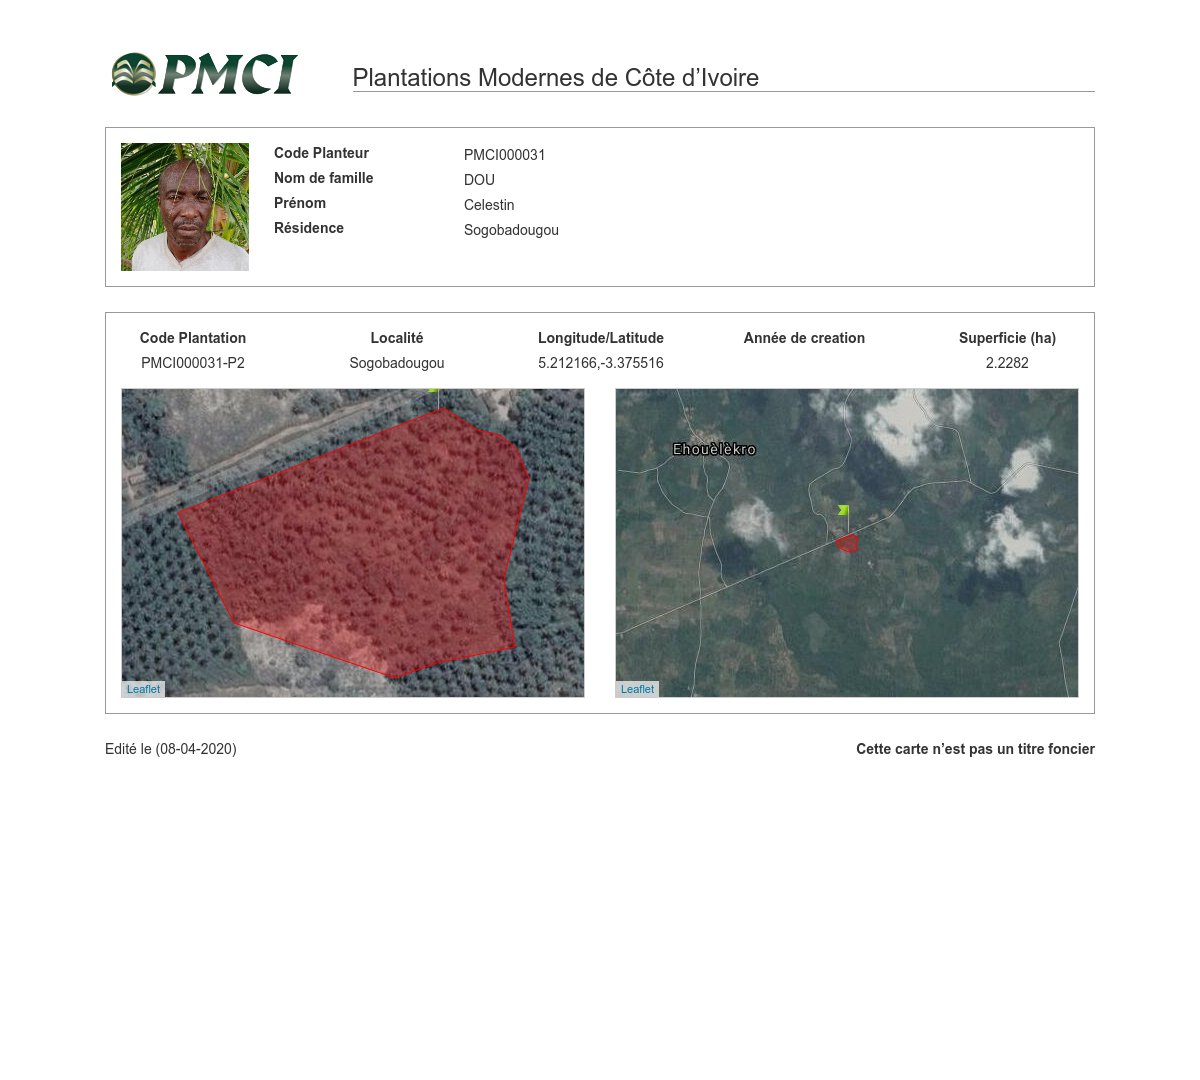 PMCI
Plantations Modernes de Côte d’Ivoire
Code Planteur PMCI000031
Nom de famille DOU
Prénom Celestin
Résidence Sogobadougou
Code Plantation Localité Longitude/Latitude Année de creation Superficie (ha)
PMCI000031-P2 Sogobadougou 5.212166,-3.375516 2.2282
Ehouèlèkro
Leaflet
Leaflet
Edité le (08-04-2020)
Cette carte n’est pas un titre foncier